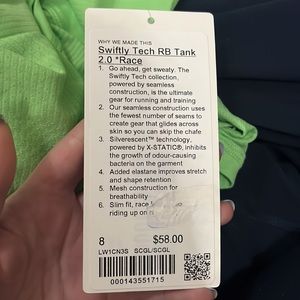 WHY WE MADE THIS
Swiftly Tech RB Tank
2.0 *Race
1. Go ahead, get sweaty. The
Swiftly Tech collection,
powered by seamless
construction, is the ultimate
gear for running and training
2. Our seamless construction uses
the fewest number of seams to
create gear that glides across
skin so you can skip the chafe
3. Silverescent™ technology,
powered by X-STATIC®, inhibits
the growth of odour-causing
bacteria on the garment
4. Added elastane improves stretch
and shape retention
5. Mesh construction for
breathability
6. Slim fit, race
riding up on
8 $58.00
LW1CN3S SCGL/SCGL
000143551715